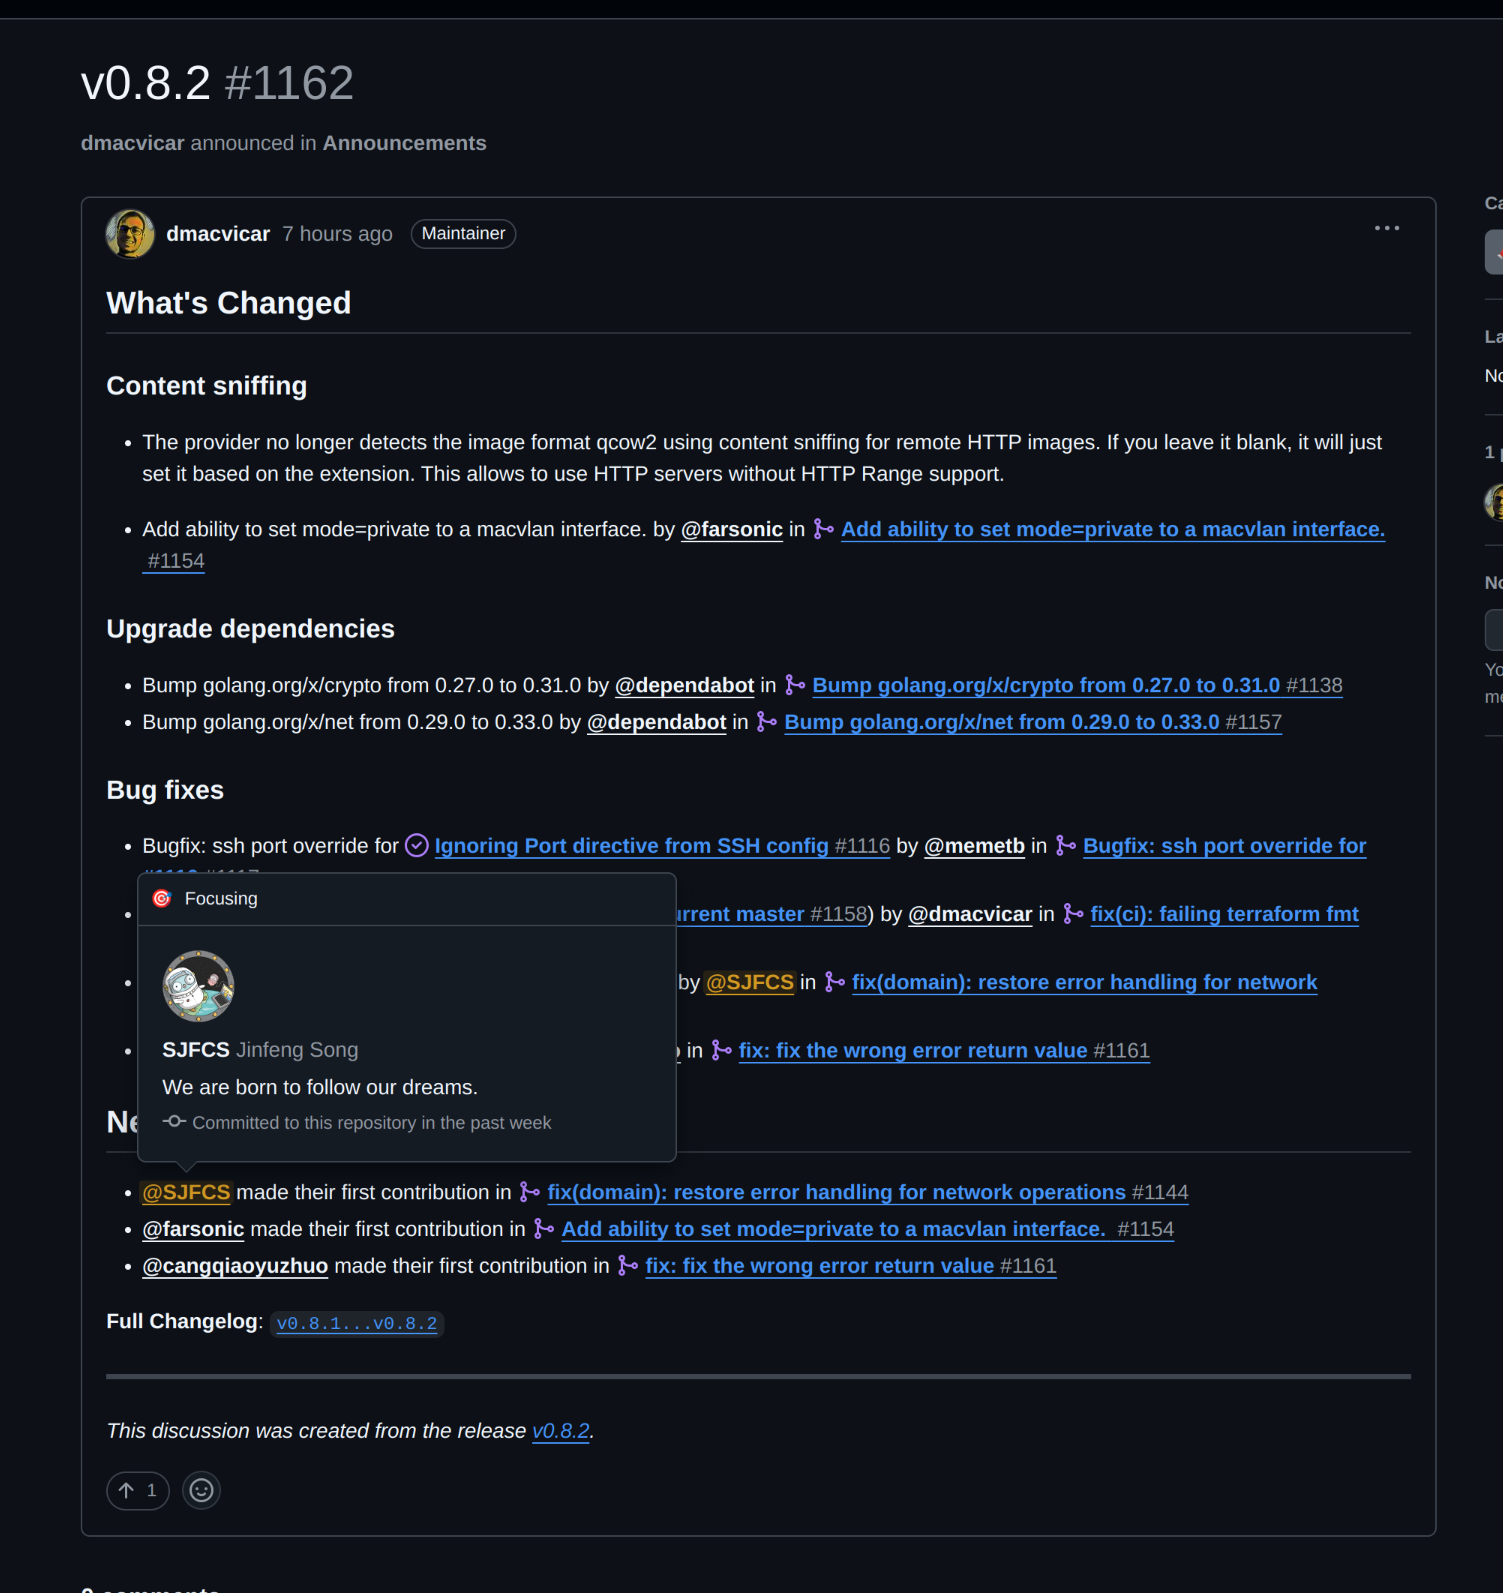 v0.8.2 #1162
dmacvicar announced in Announcements
dmacvicar 7 hours ago Maintainer
What's Changed
Content sniffing
The provider no longer detects the image format qcow2 using content sniffing for remote HTTP images. If you leave it blank, it will just
set it based on the extension. This allows to use HTTP servers without HTTP Range support.
Add ability to set mode=private to a macvlan interface. by @farsonic in Add ability to set mode=private to a macvlan interface.
#1154
Upgrade dependencies
Bump golang.org/x/crypto from 0.27.0 to 0.31.0 by @dependabot in Bump golang.org/x/crypto from 0.27.0 to 0.31.0 #1138
Bump golang.org/x/net from 0.29.0 to 0.33.0 by @dependabot in Bump golang.org/x/net from 0.29.0 to 0.33.0 #1157
Bug fixes
Bugfix: ssh port override for Ignoring Port directive from SSH config #1116 by @memetb in Bugfix: ssh port override for
Focusing
master #1158) by @dmacvicar in fix(ci): failing terraform fmt
by @SJFCS in fix(domain): restore error handling for network
SJFCS Jinfeng Song
in fix: fix the wrong error return value #1161
We are born to follow our dreams.
Committed to this repository in the past week
@SJFCS made their first contribution in fix(domain): restore error handling for network operations #1144
@farsonic made their first contribution in Add ability to set mode=private to a macvlan interface. #1154
@cangqiaoyuzhuo made their first contribution in fix: fix the wrong error return value #1161
Full Changelog: v0.8.1...v0.8.2
This discussion was created from the release v0.8.2.
1